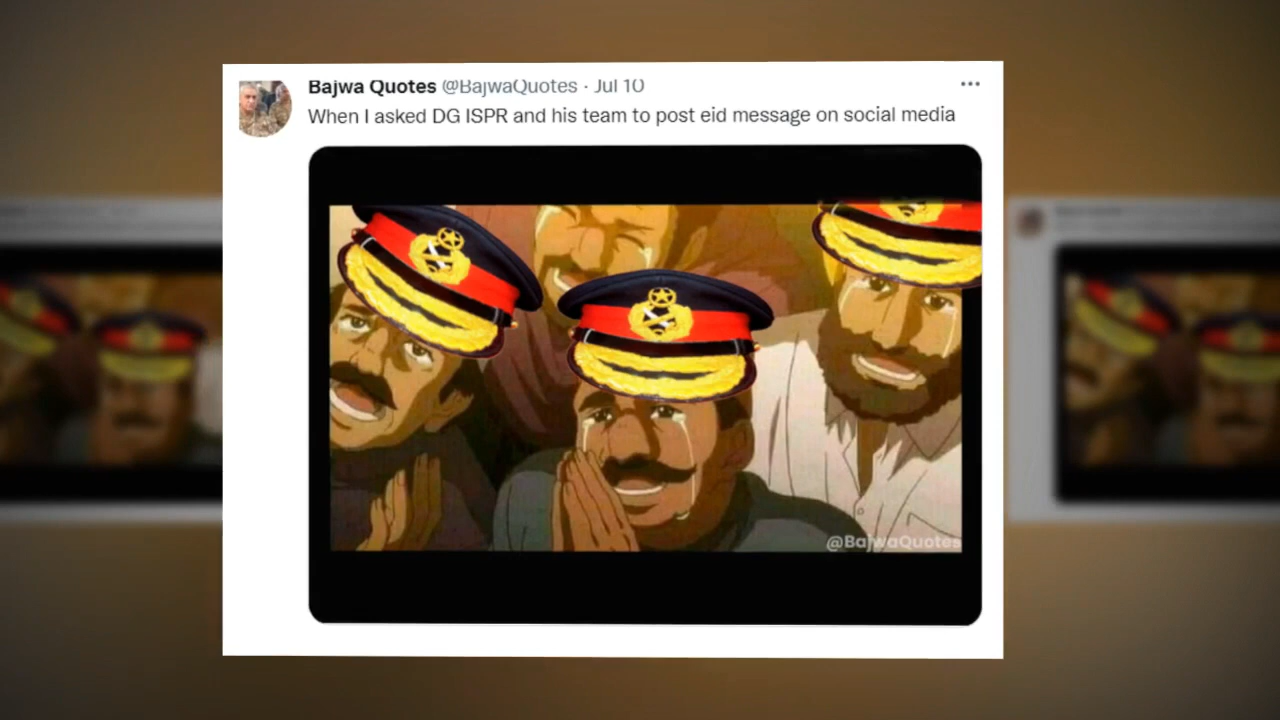 Bajwa Quotes @BajwaQuotes · Jul 10
When I asked DG ISPR and his team to post eid message on social media
@BajwaQuotes